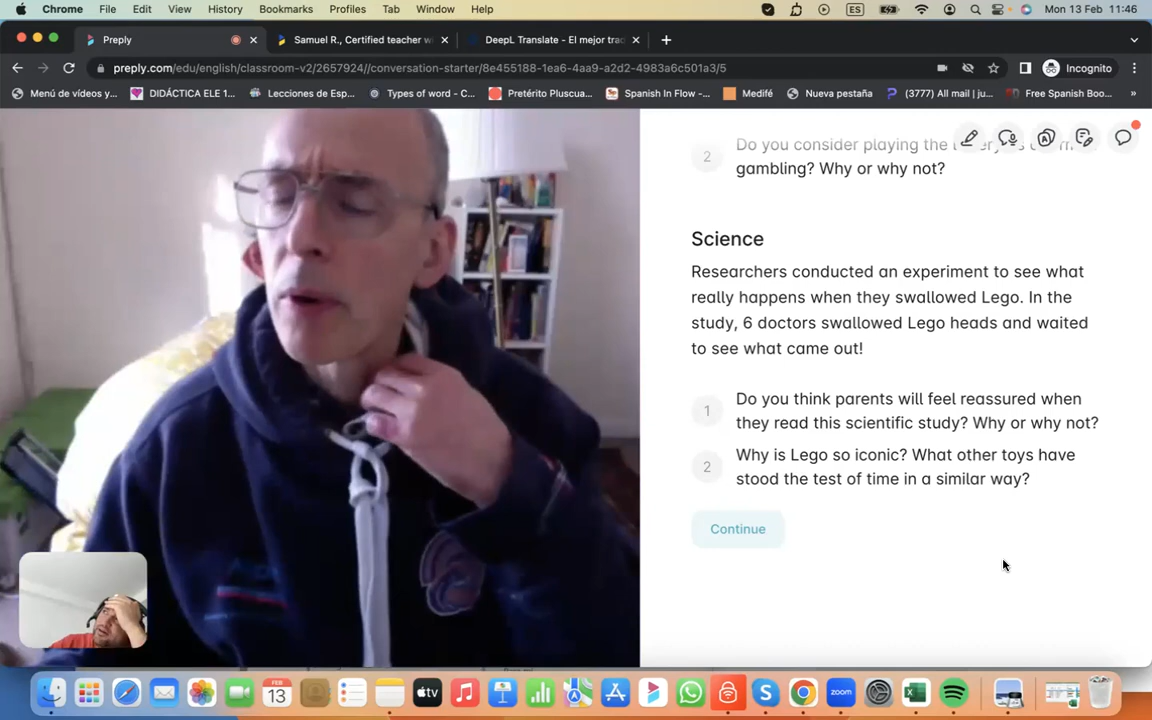 Chrome File Edit View History Bookmarks Profiles Tab Window Help ES Mon 13 Feb 11:46
Preply Samuel R., Certified teacher w DeepL Translate - El mejor tra
preply.com/edu/english/classroom-v2/2657924//conversation-starter/8e455188-1ea6-4aa9-a2d2-4983a6c501a3/5 Incognito
Menú de vídeos y... DIDÁCTICA ELE 1... Lecciones de Esp... Types of word - C... Pretérito Pluscua... Spanish In Flow -... Medifé Nueva pestaña (3777) All mail | ju... Free Spanish Boo... »
Do you consider playing the
2
gambling? Why or why not?
Science
Researchers conducted an experiment to see what
really happens when they swallowed Lego. In the
study, 6 doctors swallowed Lego heads and waited
to see what came out!
1
Do you think parents will feel reassured when
they read this scientific study? Why or why not?
2
Why is Lego so iconic? What other toys have
stood the test of time in a similar way?
Continue
FEB
13
tv
zoom